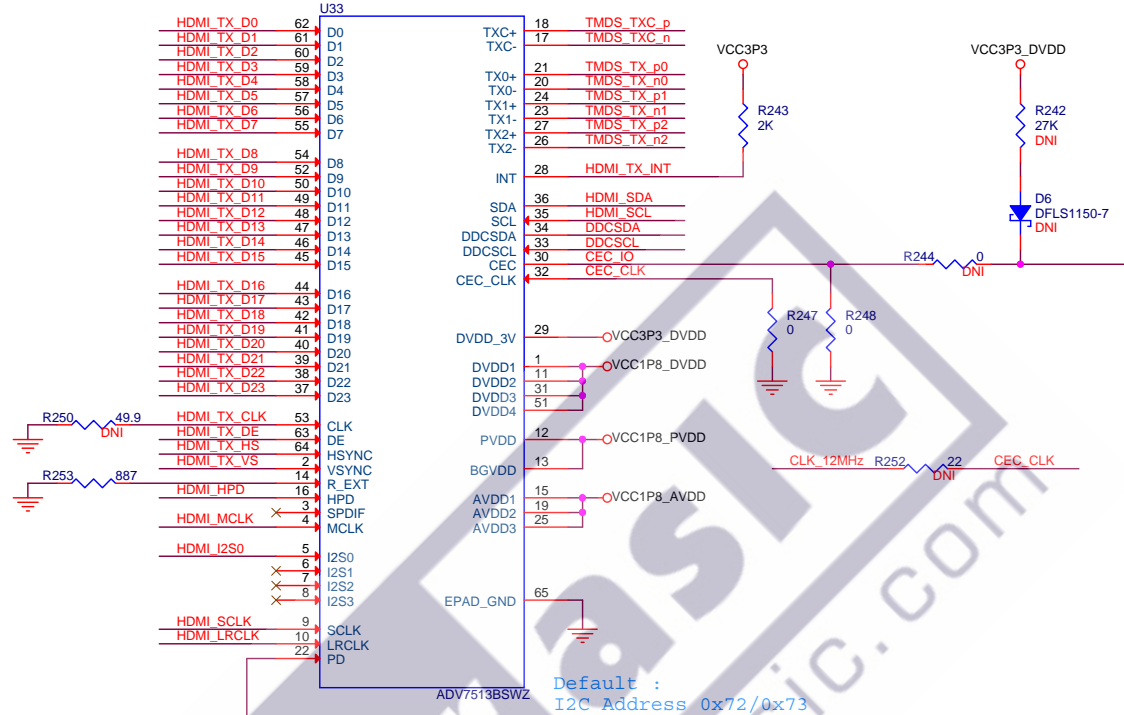 U33
HDMI_TX_D0 62 D0
HDMI_TX_D1 61 D1
HDMI_TX_D2 60 D2
HDMI_TX_D3 59 D3
HDMI_TX_D4 58 D4
HDMI_TX_D5 57 D5
HDMI_TX_D6 56 D6
HDMI_TX_D7 55 D7
HDMI_TX_D8 54 D8
HDMI_TX_D9 52 D9
HDMI_TX_D10 50 D10
HDMI_TX_D11 49 D11
HDMI_TX_D12 48 D12
HDMI_TX_D13 47 D13
HDMI_TX_D14 46 D14
HDMI_TX_D15 45 D15
HDMI_TX_D16 44 D16
HDMI_TX_D17 43 D17
HDMI_TX_D18 42 D18
HDMI_TX_D19 41 D19
HDMI_TX_D20 40 D20
HDMI_TX_D21 39 D21
HDMI_TX_D22 38 D22
HDMI_TX_D23 37 D23
R250 49.9 HDMI_TX_CLK 53 CLK
DNI
HDMI_TX_DE 63 DE
HDMI_TX_HS 64 HSYNC
HDMI_TX_VS 2 VSYNC
R253 887 14 R_EXT
HDMI_HPD 16 HPD
3 SPDIF
HDMI_MCLK 4 MCLK
HDMI_I2S0 5 I2S0
6 I2S1
7 I2S2
8 I2S3
HDMI_SCLK 9 SCLK
HDMI_LRCLK 10 LRCLK
22 PD
TXC+ 18 TMDS_TXC_p
TXC- 17 TMDS_TXC_n
TX0+ 21 TMDS_TX_p0
TX0- 20 TMDS_TX_n0
TX1+ 24 TMDS_TX_p1
TX1- 23 TMDS_TX_n1
TX2+ 27 TMDS_TX_p2
TX2- 26 TMDS_TX_n2
INT 28 HDMI_TX_INT
SDA 36 HDMI_SDA
SCL 35 HDMI_SCL
DDCSDA 34 DDCSDA
DDCSCL 33 DDCSCL
CEC 30 CEC_IO
CEC_CLK 32 CEC_CLK
DVDD_3V 29 VCC3P3_DVDD
DVDD1 1 VCC1P8_DVDD
DVDD2 11
DVDD3 31
DVDD4 51
PVDD 12 VCC1P8_PVDD
BGVDD 13
AVDD1 15 VCC1P8_AVDD
AVDD2 19
AVDD3 25
EPAD_GND 65
ADV7513BSWZ
VCC3P3
R243
2K
VCC3P3_DVDD
R242
27K
DNI
D6
DFLS1150-7
DNI
R244 0
DNI
R247
0
R248
0
CLK_12MHz R252 22 CEC_CLK
DNI
Default :
I2C Address 0x72/0x73
asic
ic.com